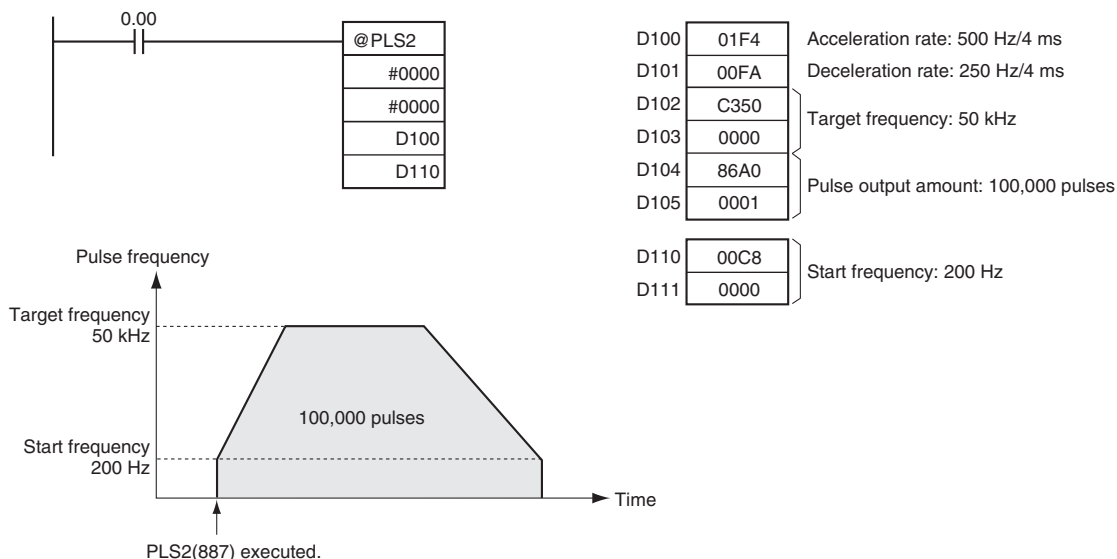 0.00
@PLS2
#0000
#0000
D100
D110
D100 01F4 Acceleration rate: 500 Hz/4 ms
D101 00FA Deceleration rate: 250 Hz/4 ms
D102 C350
Target frequency: 50 kHz
D103 0000
D104 86A0
Pulse output amount: 100,000 pulses
D105 0001
D110 00C8
Start frequency: 200 Hz
D111 0000
Pulse frequency
Target frequency
50 kHz
100,000 pulses
Start frequency
200 Hz
Time
PLS2(887) executed.